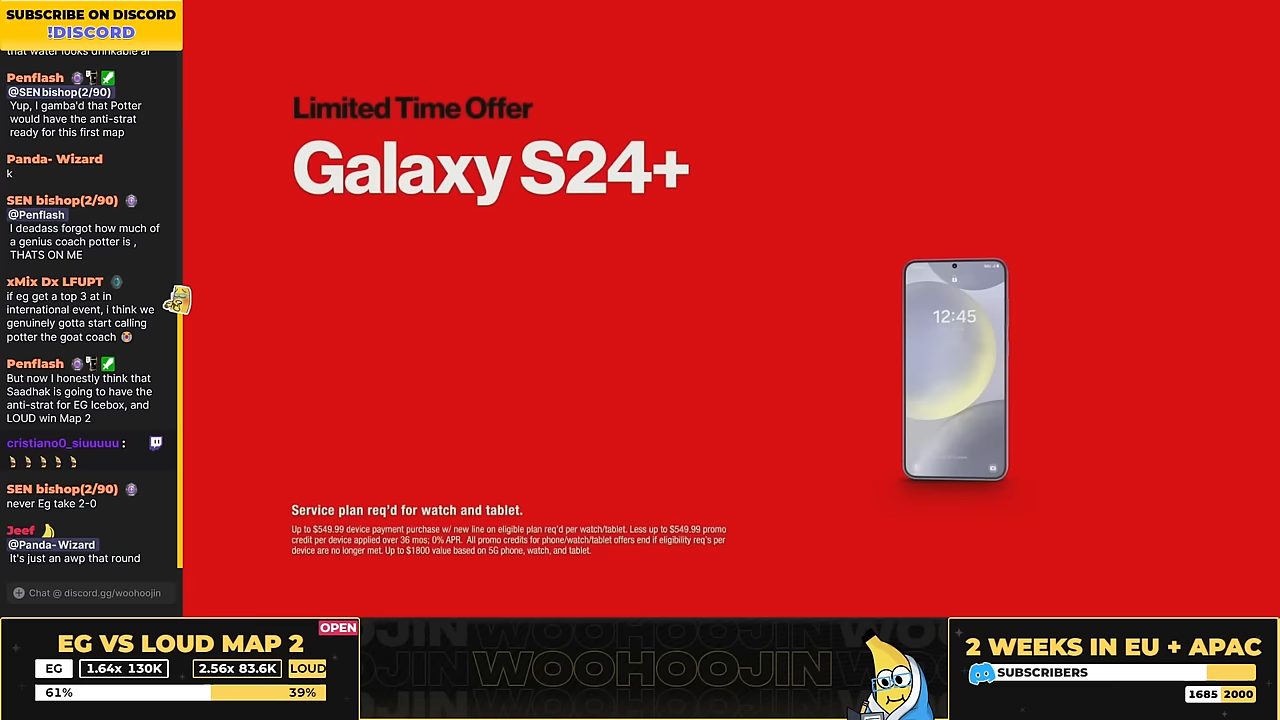 SUBSCRIBE ON DISCORD
!DISCORD
that water looks drinkable af
Penflash
@SEN bishop(2/90)
Yup, I gamba'd that Potter
would have the anti-strat
ready for this first map
Panda- Wizard
k
SEN bishop(2/90)
@Penflash
I deadass forgot how much of
a genius coach potter is ,
THATS ON ME
xMix Dx LFUPT
if eg get a top 3 at in
international event, i think we
genuinely gotta start calling
potter the goat coach
Penflash
But now I honestly think that
Saadhak is going to have the
anti-strat for EG Icebox, and
LOUD win Map 2
cristiano0_siuuuuu :
SEN bishop(2/90)
never Eg take 2-0
Jeef
@Panda- Wizard
It's just an awp that round
Chat @ discord.gg/woohoojin
Limited Time Offer
Galaxy S24+
12:45
Service plan req'd for watch and tablet.
Up to $549.99 device payment purchase w/ new line on eligible plan req'd per watch/tablet. Less up to $549.99 promo
credit per device applied over 36 mos; 0% APR. All promo credits for phone/watch/tablet offers end if eligibility req's per
device are no longer met. Up to $1800 value based on 5G phone, watch, and tablet.
OPEN
EG VS LOUD MAP 2
EG 1.64x 130K 2.56x 83.6K LOUD
61% 39%
OJIN WOOHOOJIN WOO
OJIN WOOHOOJIN
2 WEEKS IN EU + APAC
SUBSCRIBERS
1685 2000